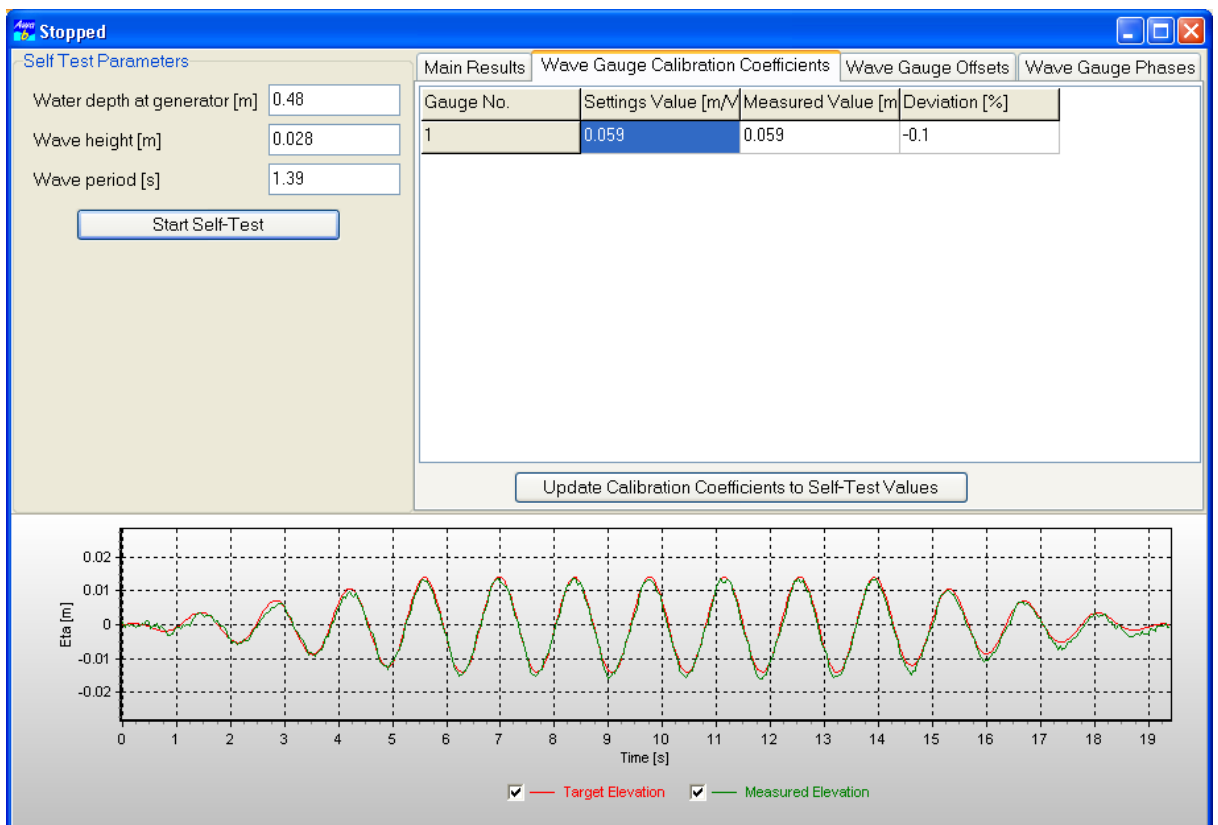 Awa
b
Stopped
Self Test Parameters
Water depth at generator [m] 0.48
Wave height [m] 0.028
Wave period [s] 1.39
Start Self-Test
Main Results Wave Gauge Calibration Coefficients Wave Gauge Offsets Wave Gauge Phases
Gauge No. Settings Value [m/V Measured Value [m Deviation [%]
1 0.059 0.059 -0.1
Update Calibration Coefficients to Self-Test Values
0.02
0.01
0
-0.01
-0.02
Eta [m]
0 1 2 3 4 5 6 7 8 9 10 11 12 13 14 15 16 17 18 19
Time [s]
Target Elevation Measured Elevation